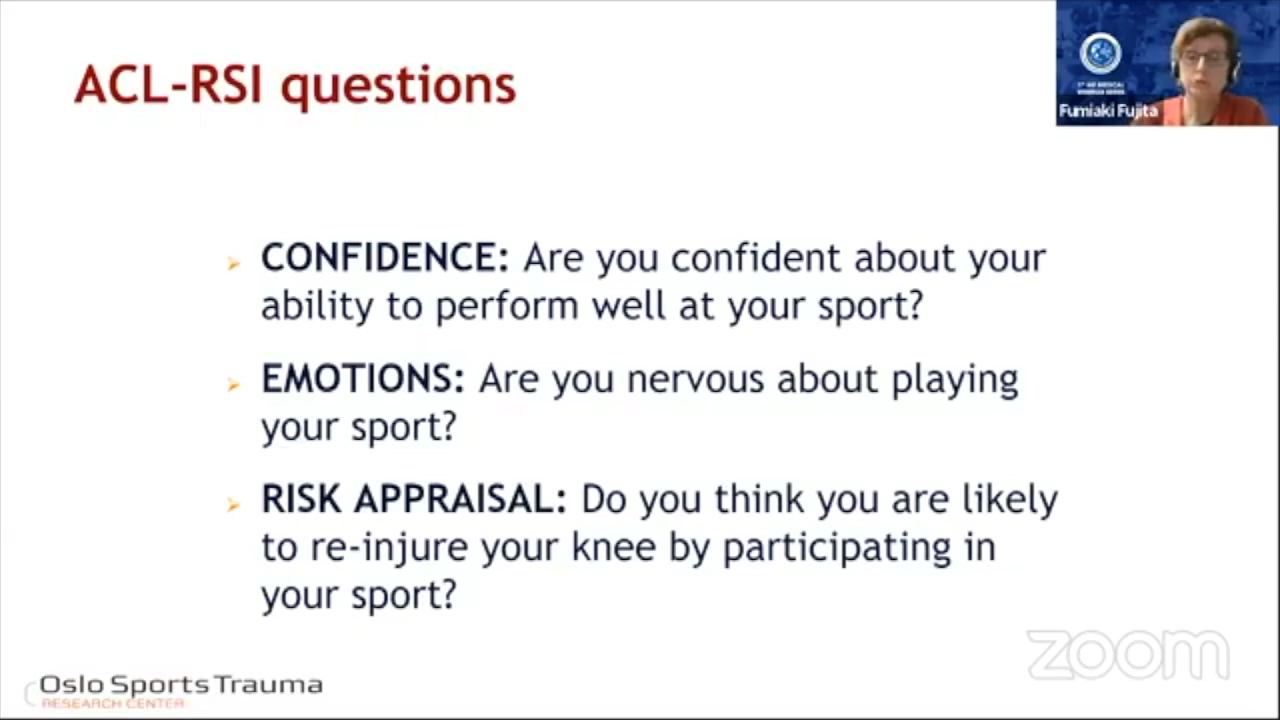 ACL-RSI questions
Fumiaki Fujita
CONFIDENCE: Are you confident about your
ability to perform well at your sport?
EMOTIONS: Are you nervous about playing
your sport?
RISK APPRAISAL: Do you think you are likely
to re-injure your knee by participating in
your sport?
zoom
Oslo Sports Trauma
RESEARCH CENTER